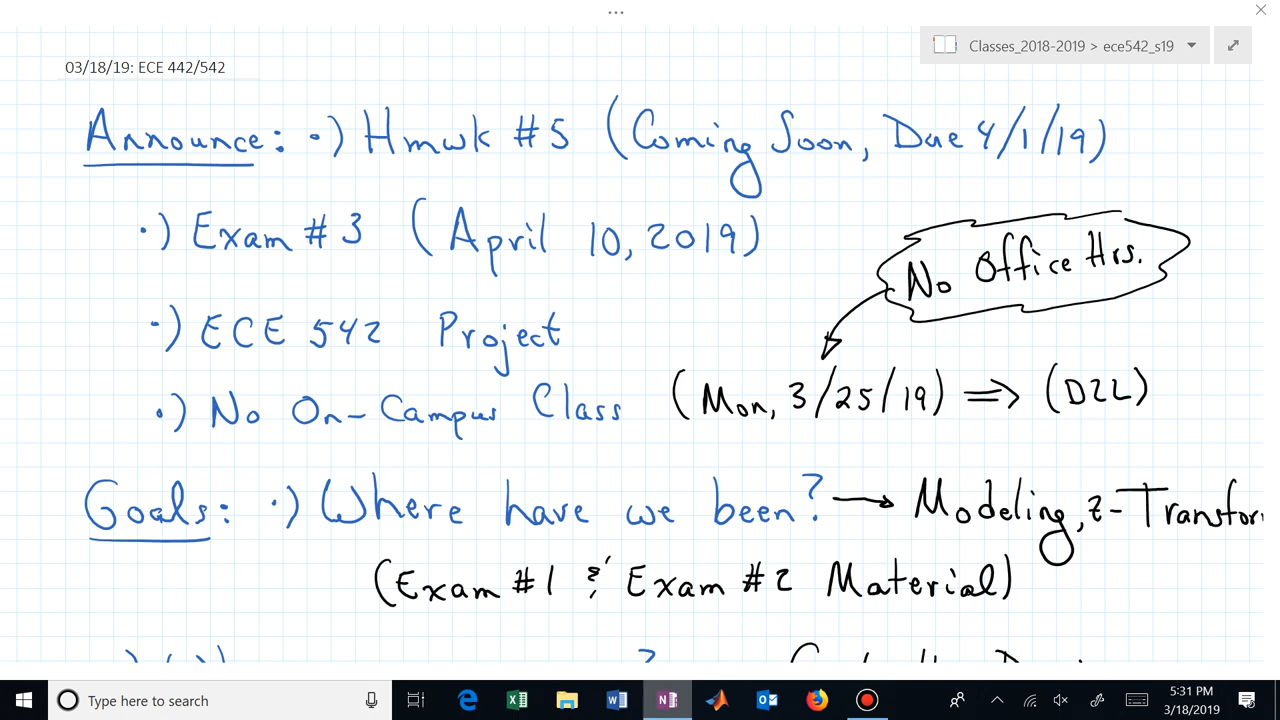 ...
Classes_2018-2019 > ece542_s19
03/18/19: ECE 442/542
Announce: •) Hmwk #5 (Coming Soon, Due 4/1/19)
•) Exam #3 (April 10, 2019)
No Office Hrs.
•) ECE 542 Project
•) No On-Campus Class (Mon, 3/25/19) ⇒ (D2L)
Goals: •) Where have we been? → Modeling, z-Transfor
(Exam #1 & Exam #2 Material)
Type here to search
5:31 PM
3/18/2019